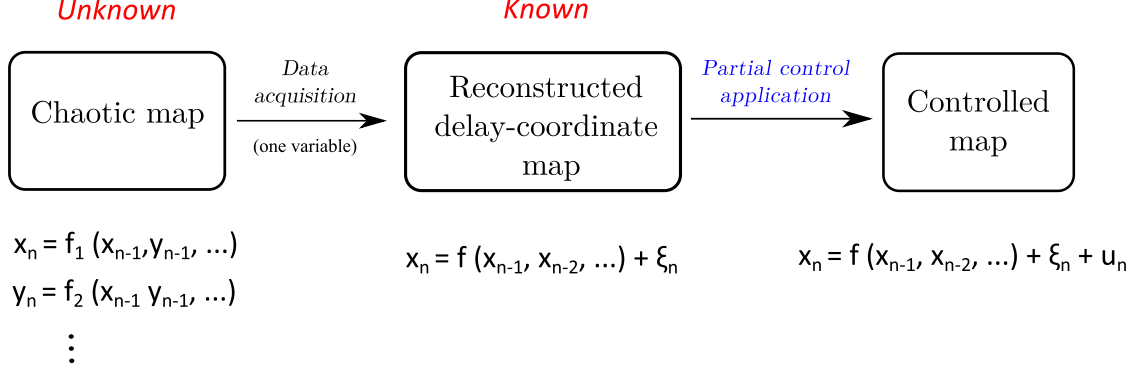 Unknown
Known
Chaotic map
Data
acquisition
(one variable)
Reconstructed
delay-coordinate
map
Partial control
application
Controlled
map
xₙ = f₁ (xₙ₋₁,yₙ₋₁, ...)
yₙ = f₂ (xₙ₋₁ yₙ₋₁, ...)
⋮
xₙ = f (xₙ₋₁, xₙ₋₂, ...) + ξₙ
xₙ = f (xₙ₋₁, xₙ₋₂, ...) + ξₙ + uₙ